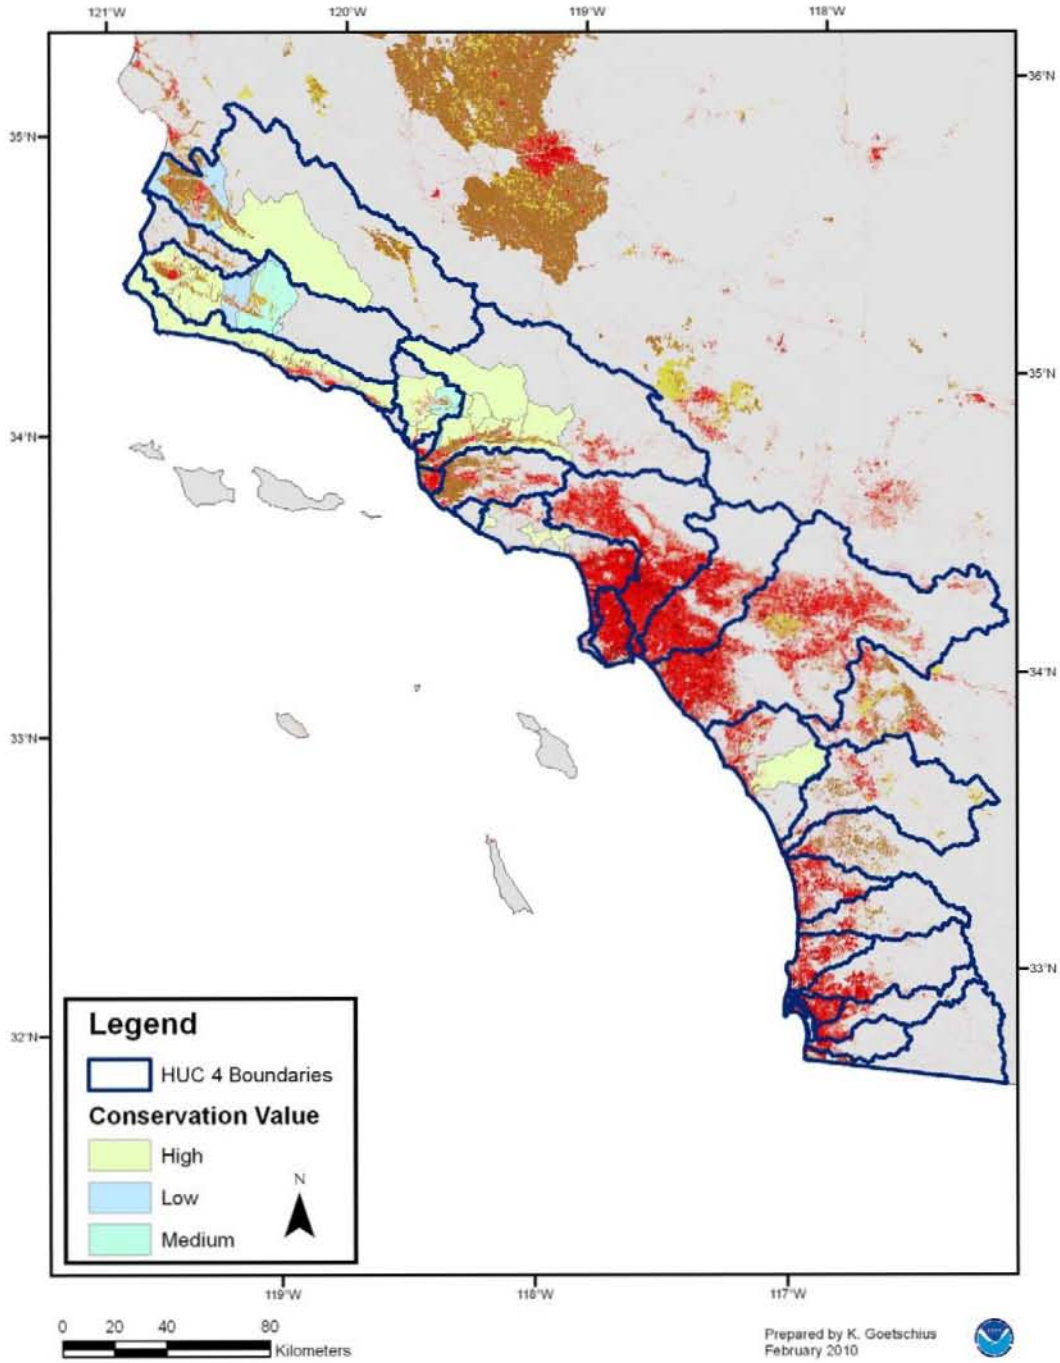 121°W 120°W 119°W 118°W
36°N
35°N
35°N
34°N
34°N
33°N
33°N
32°N
Legend
HUC 4 Boundaries
Conservation Value
High
N
Low
Medium
119°W 118°W 117°W
0 20 40 80
Kilometers
Prepared by K. Goetschius
February 2010